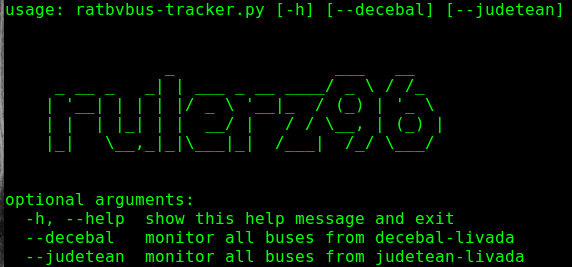 usage: ratbvbus-tracker.py [-h] [--decebal] [--judetean]
rulerz96
optional arguments:
-h, --help show this help message and exit
--decebal monitor all buses from decebal-livada
--judetean monitor all buses from judetean-livada